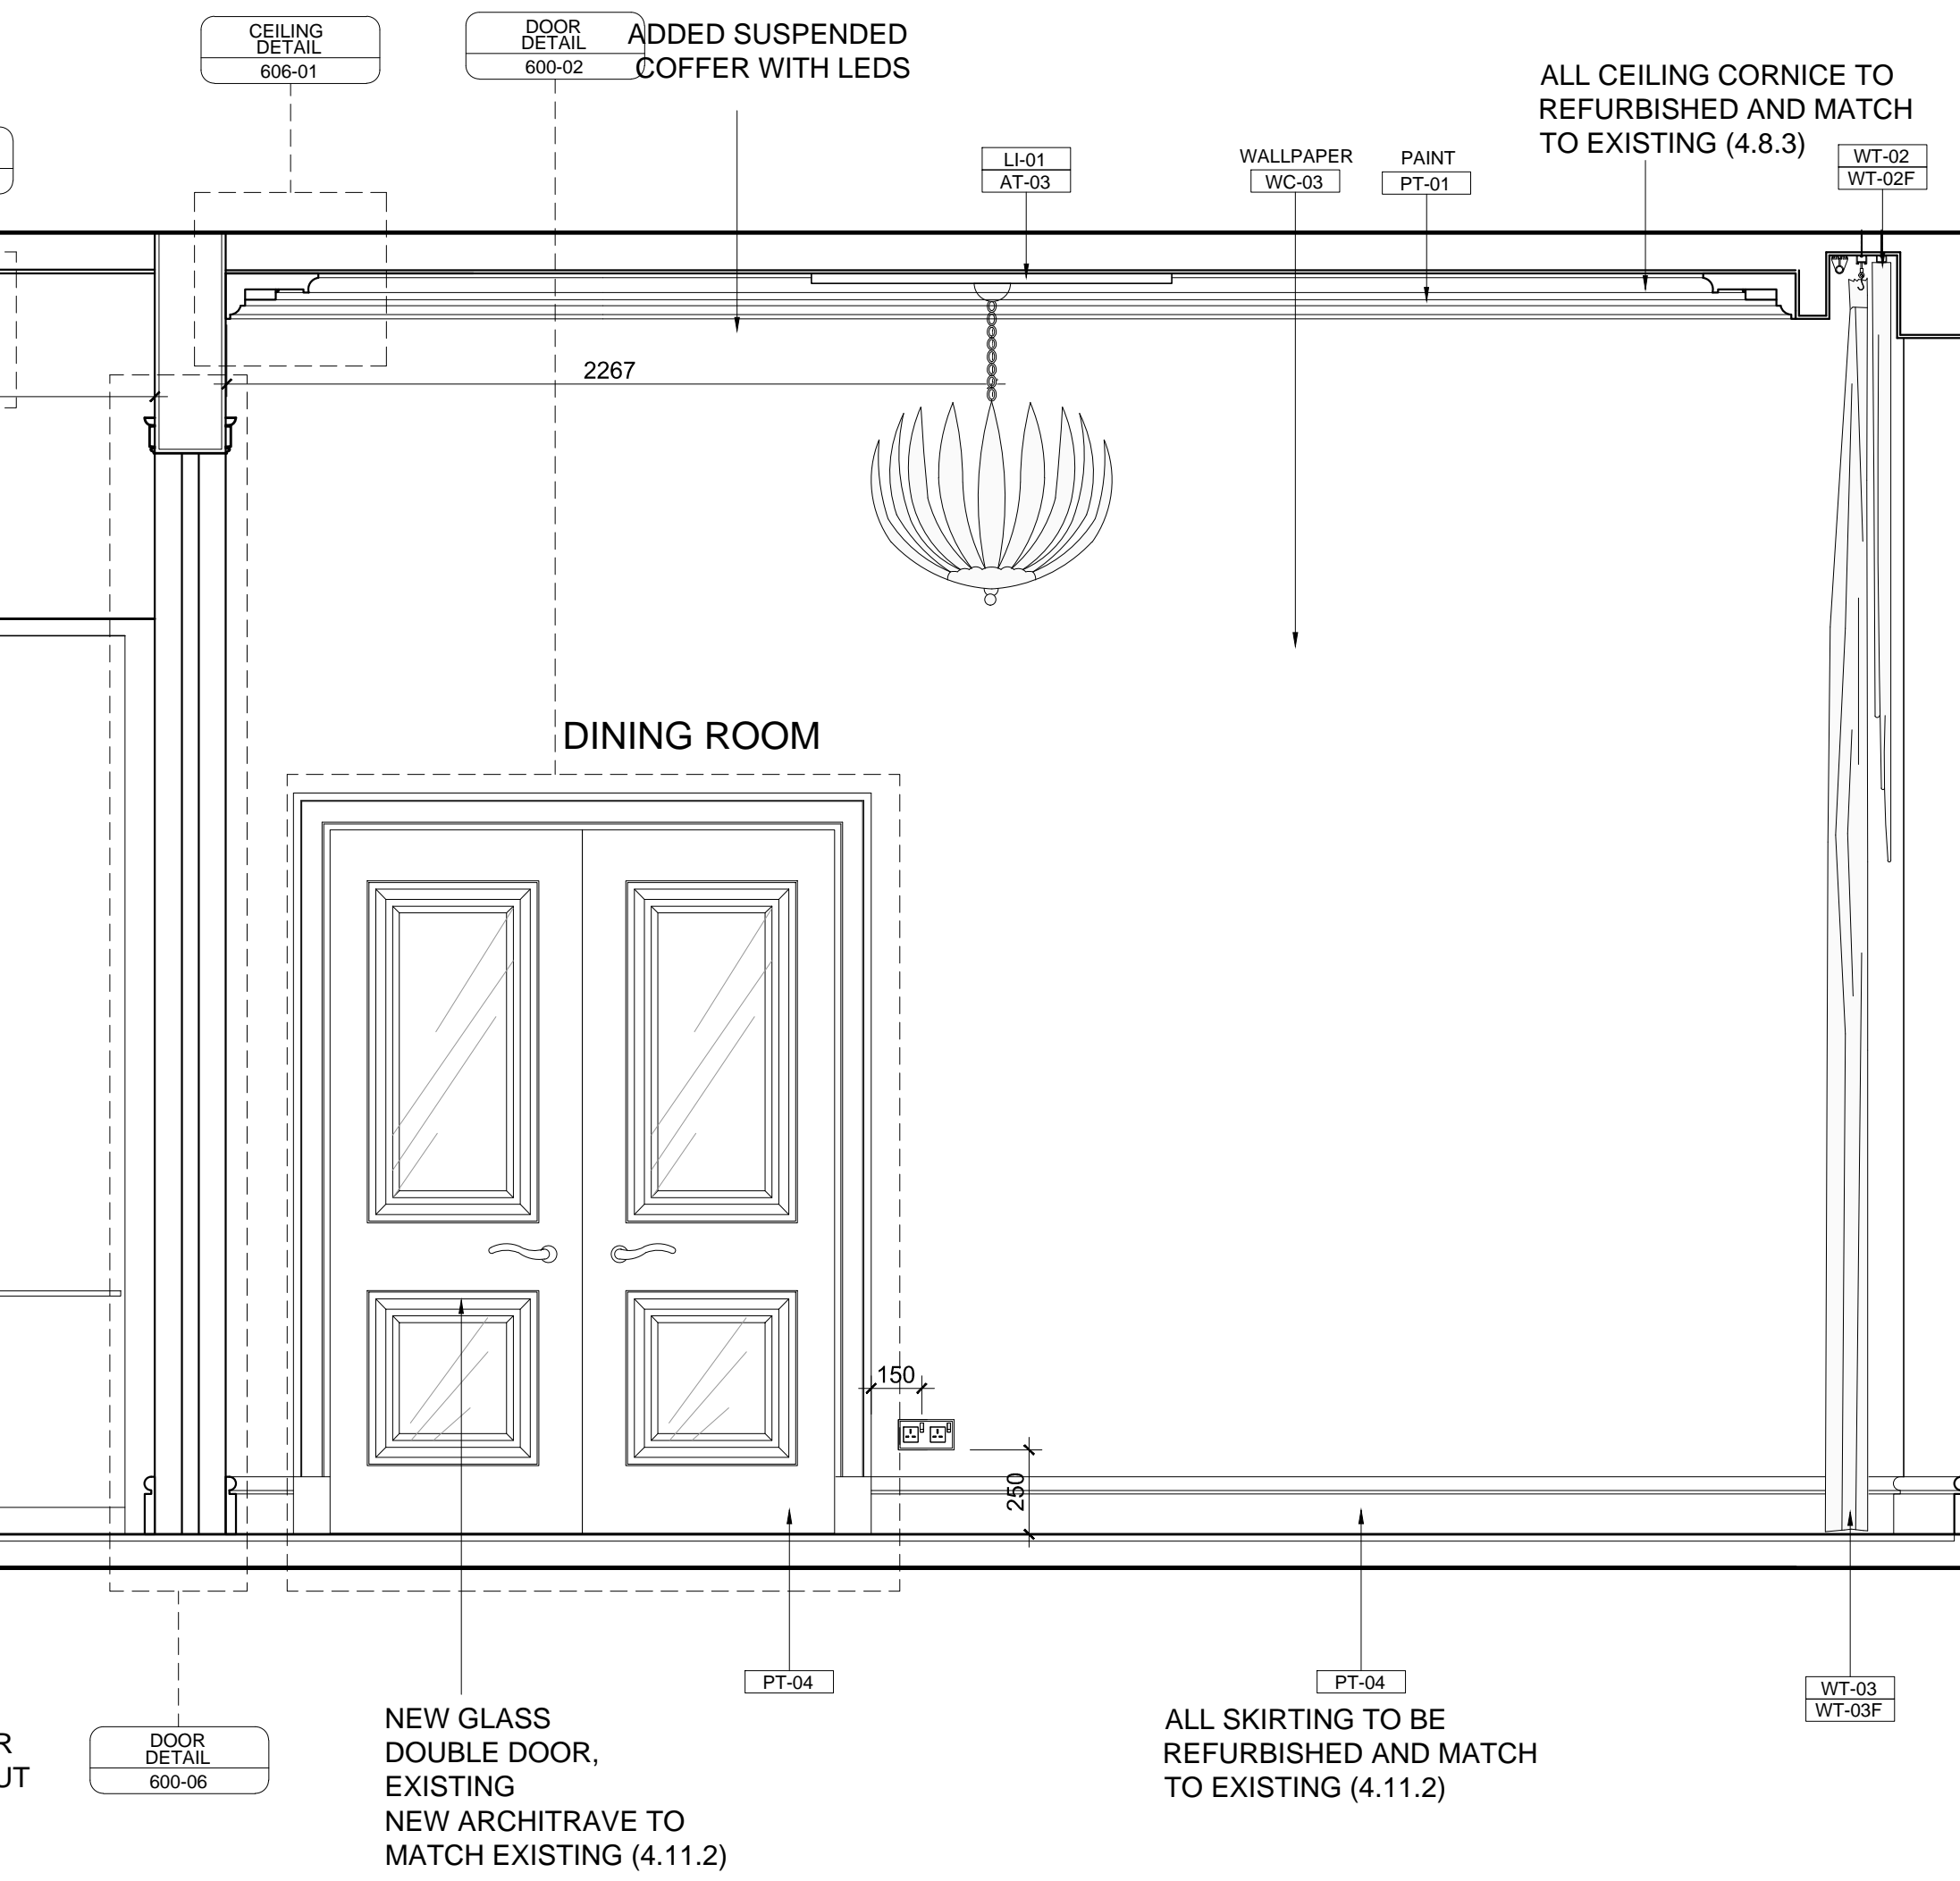 CEILING
DETAIL
606-01
DOOR
DETAIL
600-02
ADDED SUSPENDED
COFFER WITH LEDS
ALL CEILING CORNICE TO
REFURBISHED AND MATCH
TO EXISTING (4.8.3)
LI-01
AT-03
WALLPAPER
WC-03
PAINT
PT-01
WT-02
WT-02F
2267
DINING ROOM
150
250
PT-04
PT-04
WT-03
WT-03F
R
UT
DOOR
DETAIL
600-06
NEW GLASS
DOUBLE DOOR,
EXISTING
NEW ARCHITRAVE TO
MATCH EXISTING (4.11.2)
ALL SKIRTING TO BE
REFURBISHED AND MATCH
TO EXISTING (4.11.2)